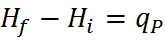 H_f − H_i = q_P